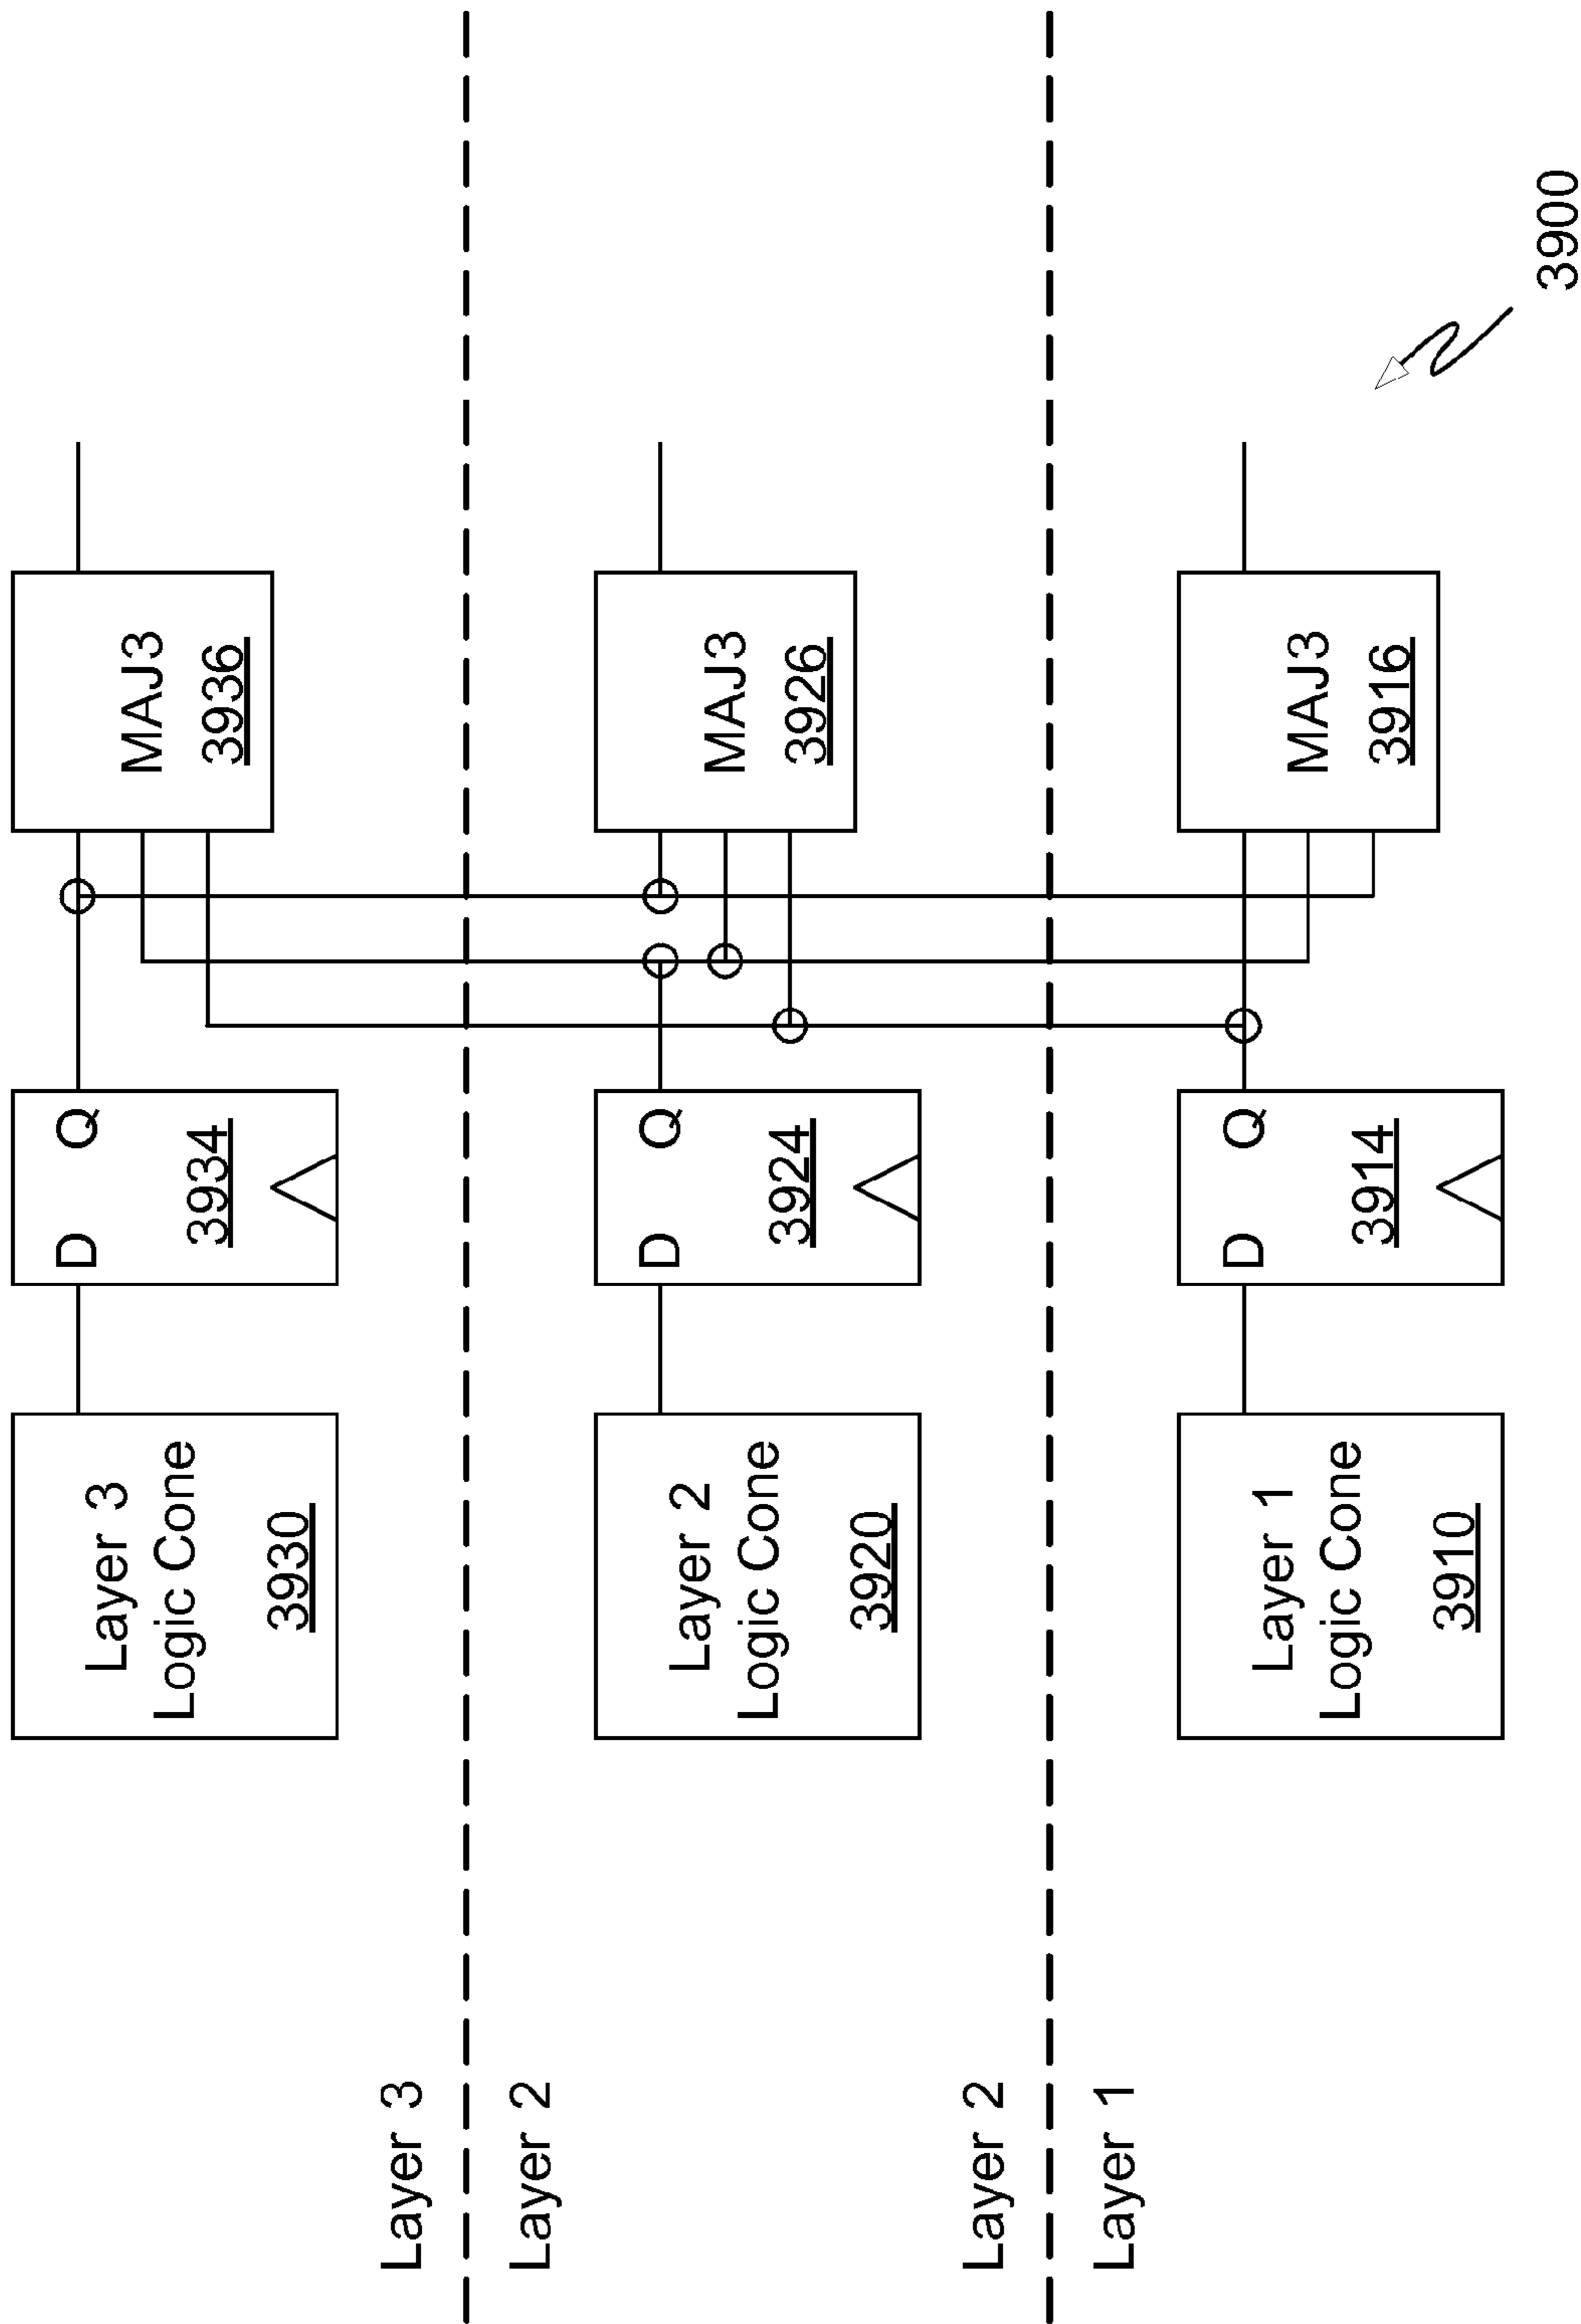 Layer 3
Logic Cone
3930
D
Q
3934
MAJ3
3936
Layer 3
Layer 2
Layer 2
Logic Cone
3920
D
Q
3924
MAJ3
3926
Layer 2
Layer 1
Layer 1
Logic Cone
3910
D
Q
3914
MAJ3
3916
3900